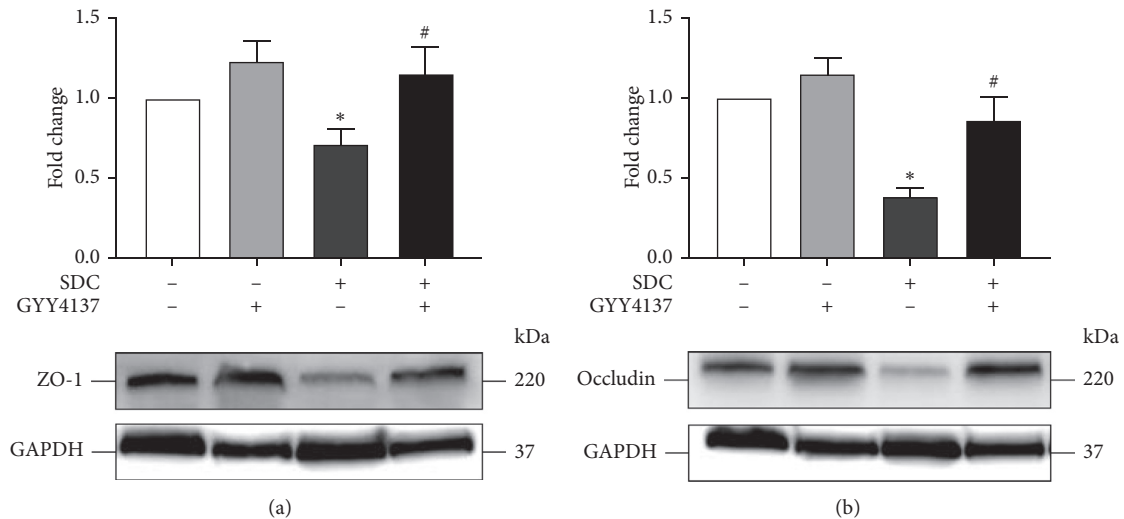 1.5
#
1.0
*
Fold change
0.5
0.0
SDC – – + +
GYY4137 – + – +
kDa
ZO-1 220
GAPDH 37
(a)
1.5
#
1.0
*
Fold change
0.5
0.0
SDC – – + +
GYY4137 – + – +
kDa
Occludin 220
GAPDH 37
(b)